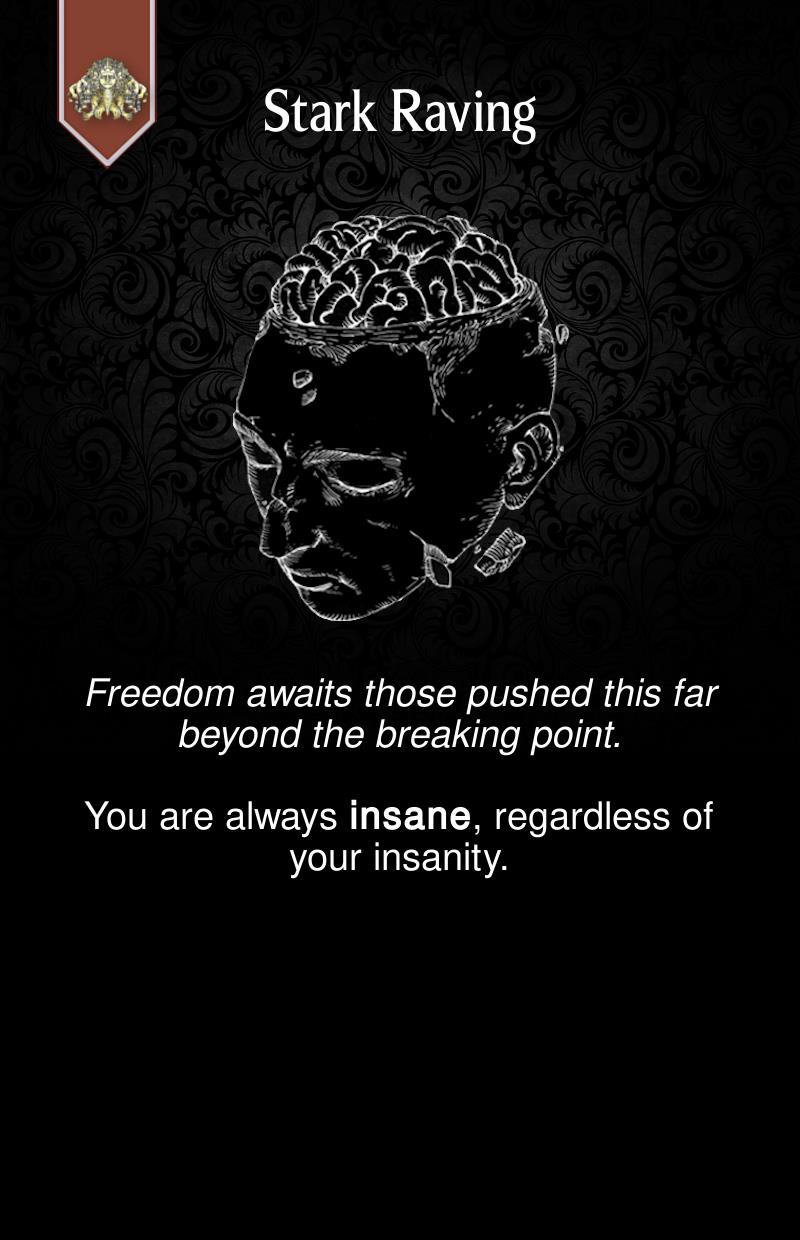 Stark Raving
Freedom awaits those pushed this far
beyond the breaking point.
You are always insane, regardless of
your insanity.